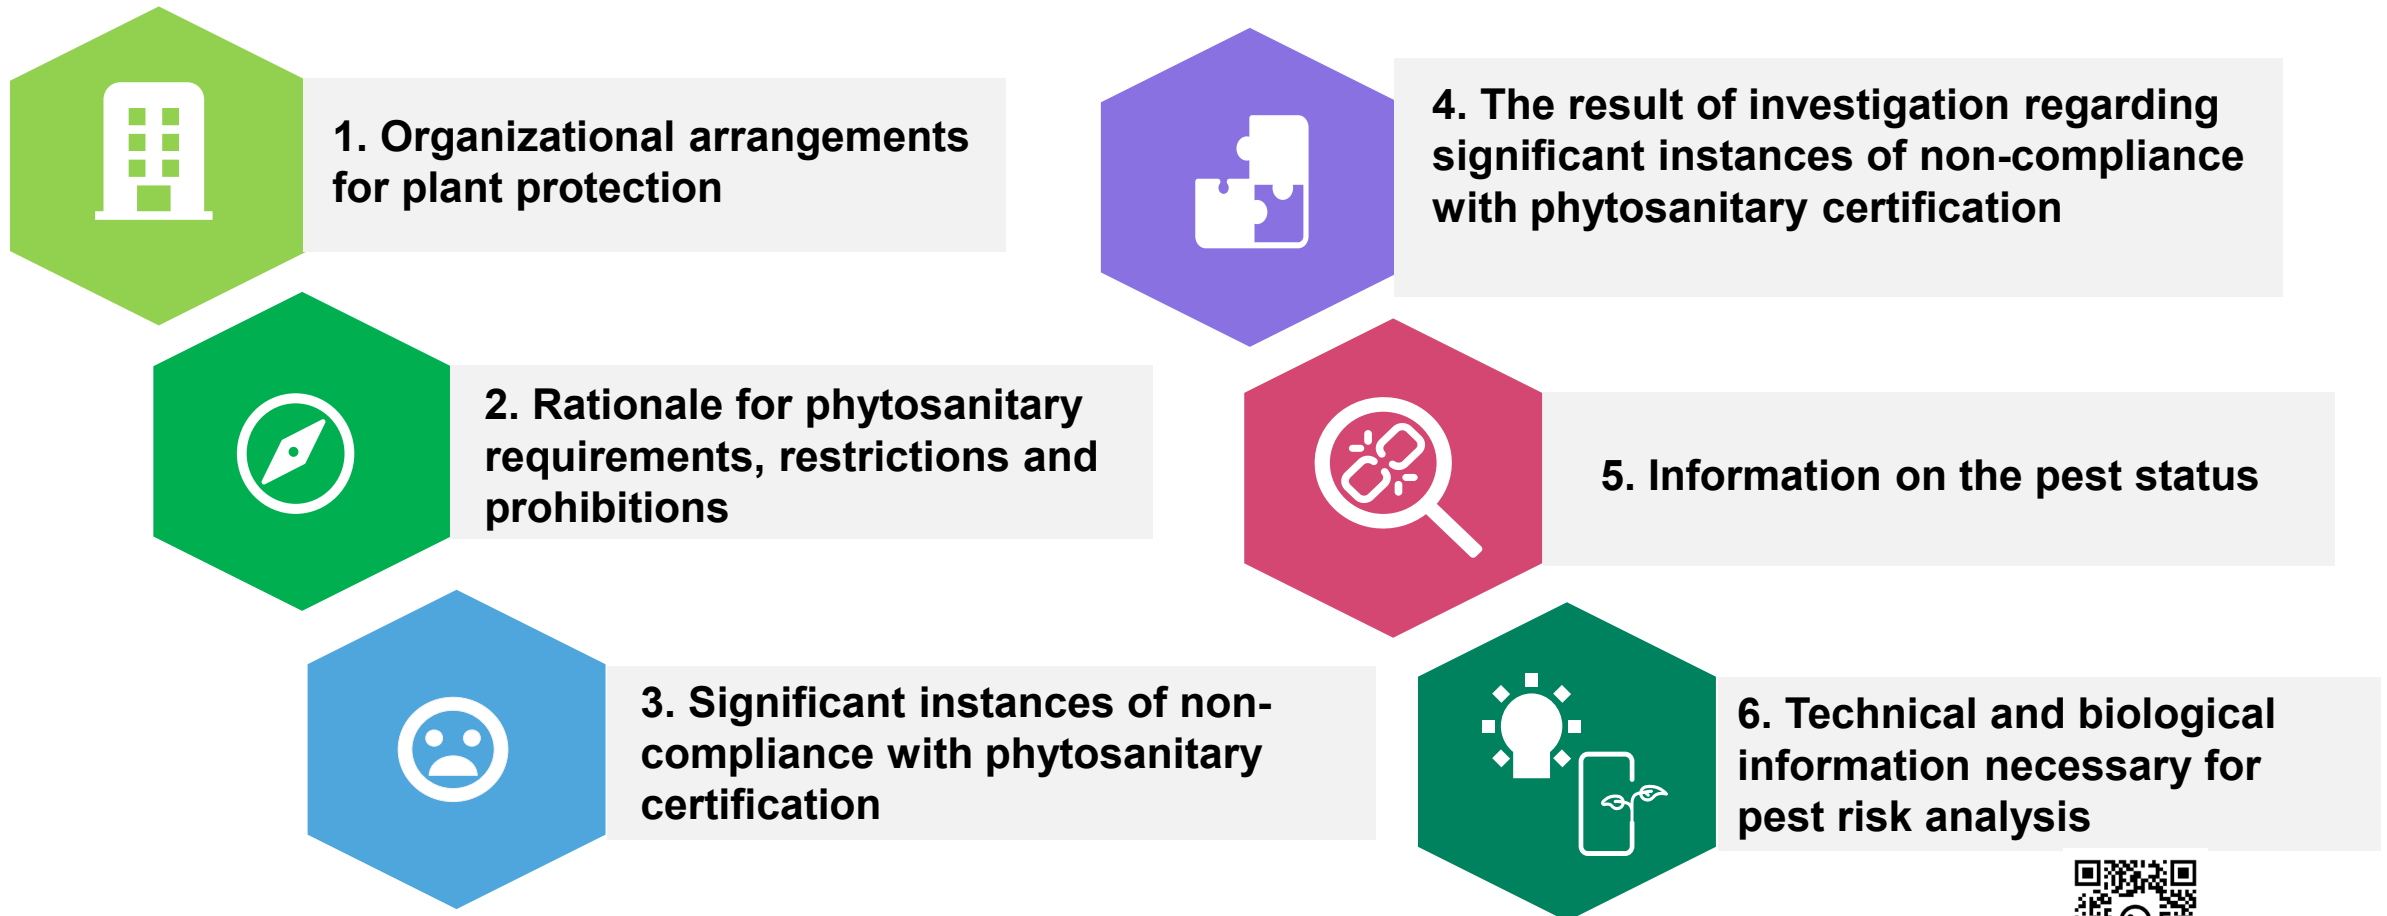 1. Organizational arrangements
for plant protection
2. Rationale for phytosanitary
requirements, restrictions and
prohibitions
3. Significant instances of non-
compliance with phytosanitary
certification
4. The result of investigation regarding
significant instances of non-compliance
with phytosanitary certification
5. Information on the pest status
6. Technical and biological
information necessary for
pest risk analysis